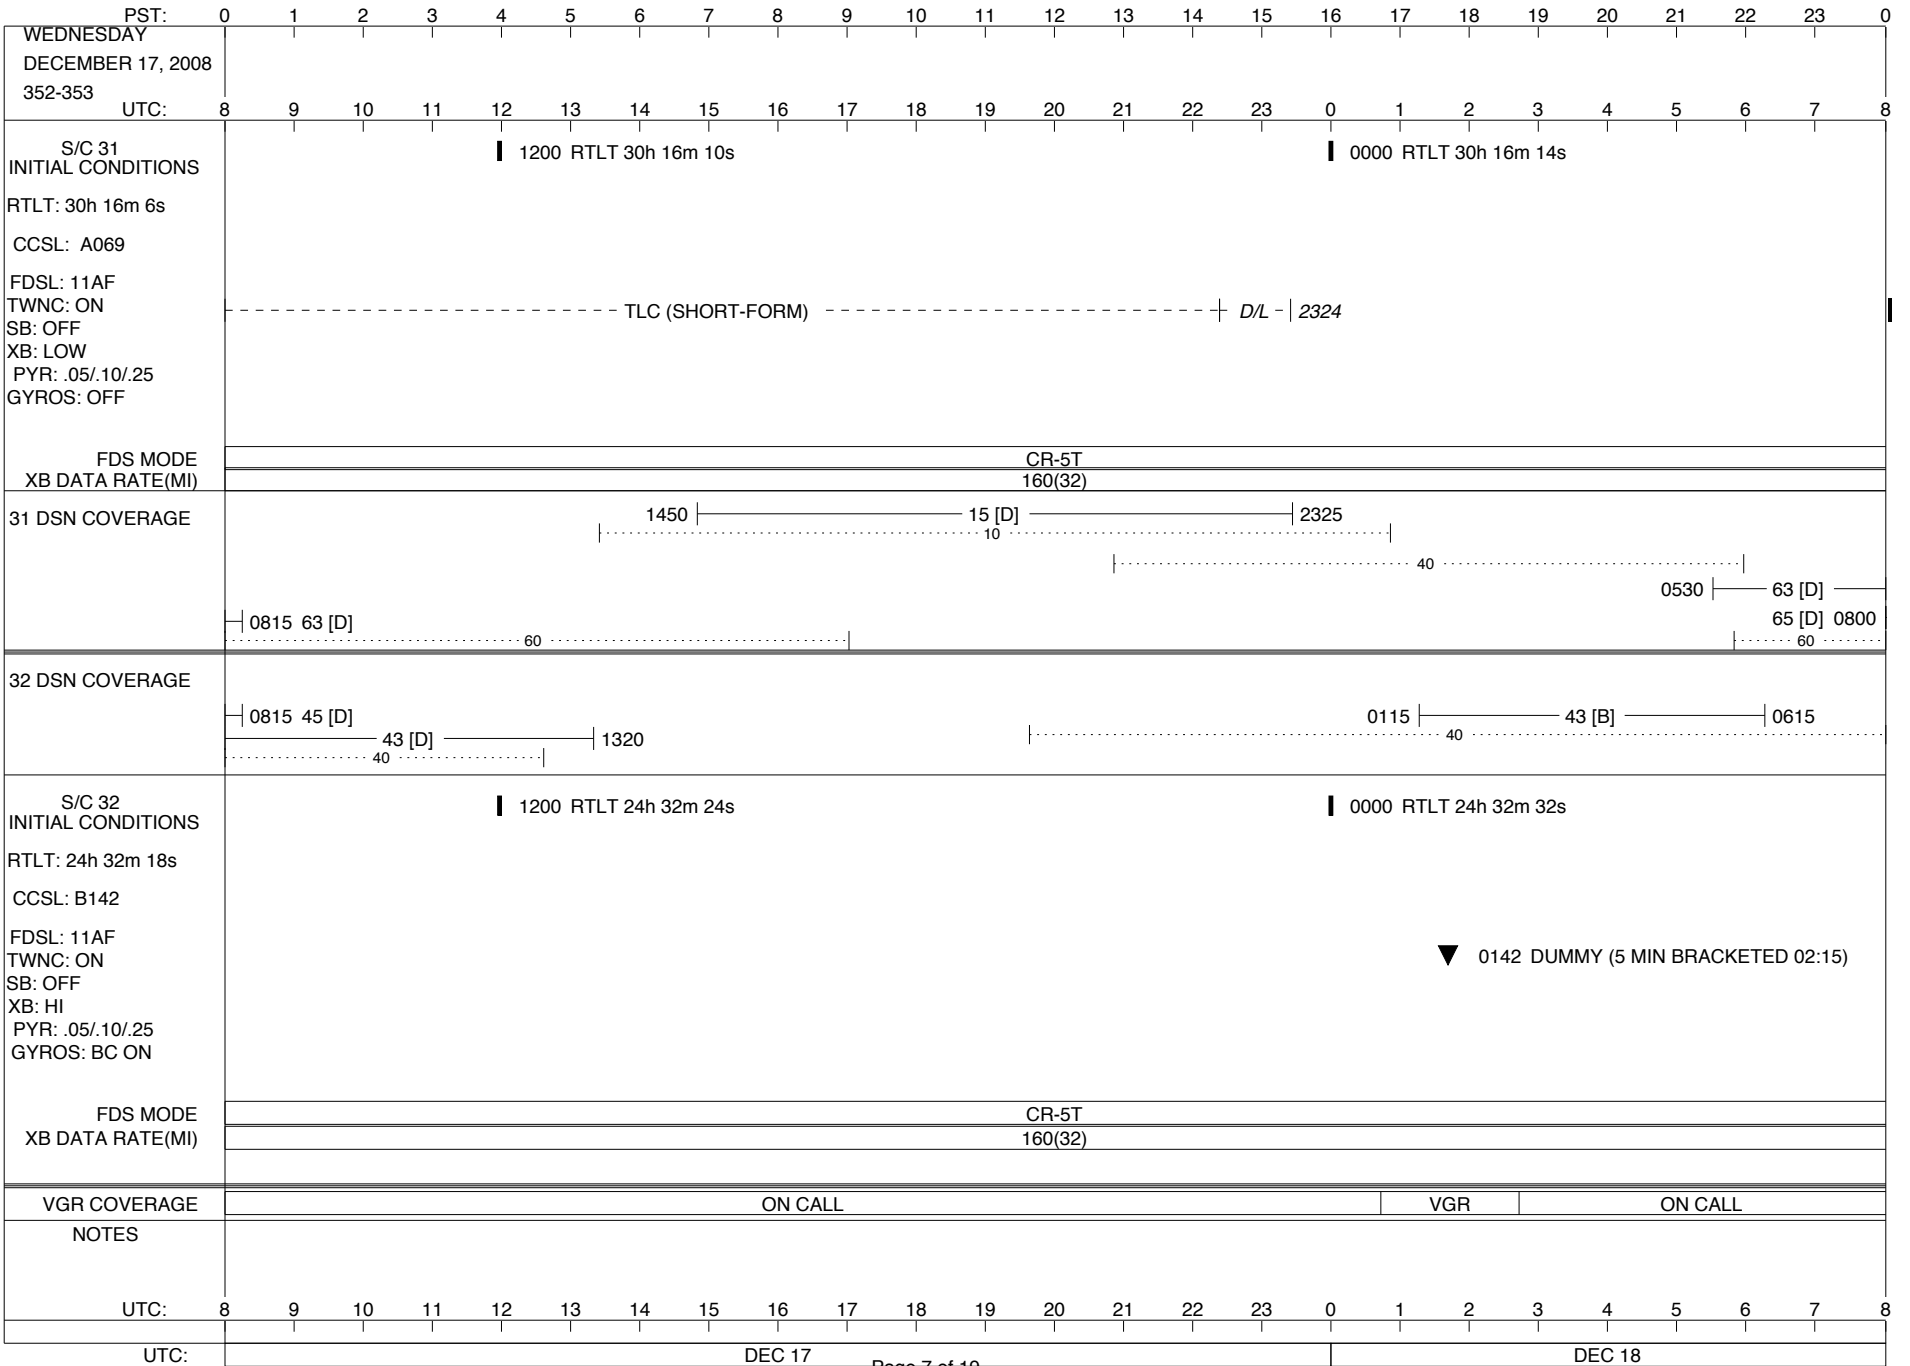 PST: 0 1 2 3 4 5 6 7 8 9 10 11 12 13 14 15 16 17 18 19 20 21 22 23 0
WEDNESDAY
DECEMBER 17, 2008
352-353
UTC: 8 9 10 11 12 13 14 15 16 17 18 19 20 21 22 23 0 1 2 3 4 5 6 7 8
S/C 31
INITIAL CONDITIONS
1200 RTLT 30h 16m 10s
0000 RTLT 30h 16m 14s
RTLT: 30h 16m 6s
CCSL: A069
FDSL: 11AF
TWNC: ON
SB: OFF
XB: LOW
PYR: .05/.10/.25
GYROS: OFF
TLC (SHORT-FORM) D/L 2324
FDS MODE CR-5T
XB DATA RATE(MI) 160(32)
31 DSN COVERAGE
1450 15 [D] 2325
10
40
0530 63 [D]
0815 63 [D] 65 [D] 0800
60 60
32 DSN COVERAGE
0815 45 [D] 0115 43 [B] 0615
43 [D] 1320 40
40
S/C 32
INITIAL CONDITIONS
1200 RTLT 24h 32m 24s
0000 RTLT 24h 32m 32s
RTLT: 24h 32m 18s
CCSL: B142
FDSL: 11AF
TWNC: ON
SB: OFF
XB: HI
PYR: .05/.10/.25
GYROS: BC ON
0142 DUMMY (5 MIN BRACKETED 02:15)
FDS MODE CR-5T
XB DATA RATE(MI) 160(32)
VGR COVERAGE ON CALL VGR ON CALL
NOTES
UTC: 8 9 10 11 12 13 14 15 16 17 18 19 20 21 22 23 0 1 2 3 4 5 6 7 8
UTC: DEC 17 DEC 18
Page 7 of